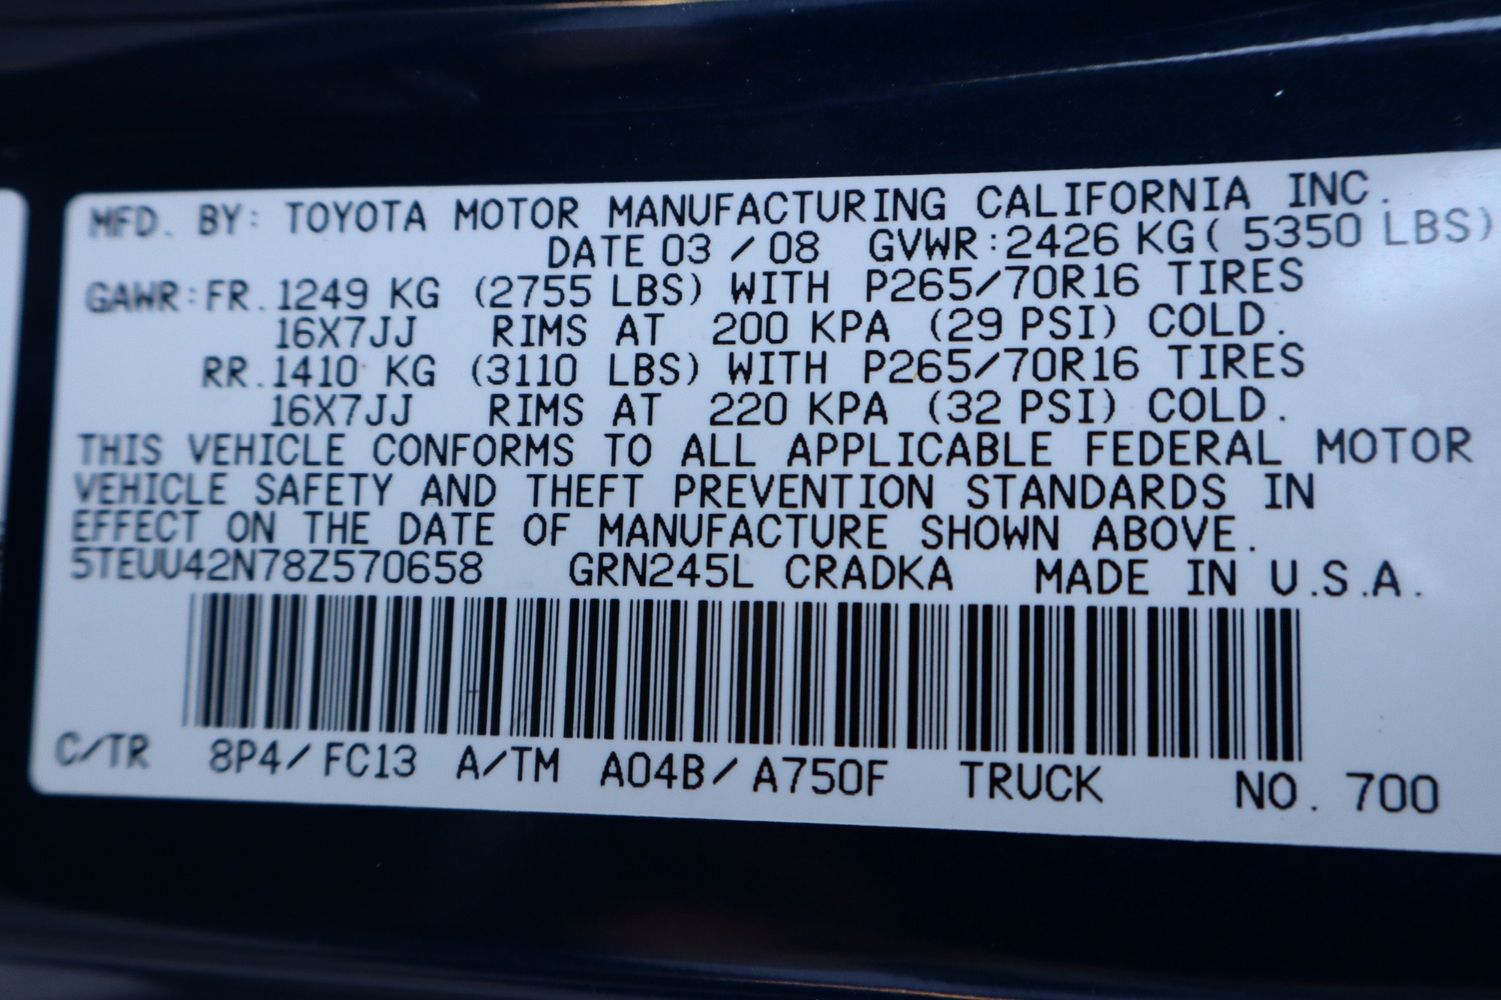 MFD. BY: TOYOTA MOTOR MANUFACTURING CALIFORNIA INC.
DATE 03 / 08 GVWR:2426 KG( 5350 LBS)
GAWR:FR. 1249 KG (2755 LBS) WITH P265/70R16 TIRES
16X7JJ RIMS AT 200 KPA (29 PSI) COLD.
RR. 1410 KG (3110 LBS) WITH P265/70R16 TIRES
16X7JJ RIMS AT 220 KPA (32 PSI) COLD.
THIS VEHICLE CONFORMS TO ALL APPLICABLE FEDERAL MOTOR
VEHICLE SAFETY AND THEFT PREVENTION STANDARDS IN
EFFECT ON THE DATE OF MANUFACTURE SHOWN ABOVE.
5TEUU42N78Z570658 GRN245L CRADKA MADE IN U.S.A.
C/TR 8P4/FC13 A/TM A04B/A750F TRUCK NO. 700